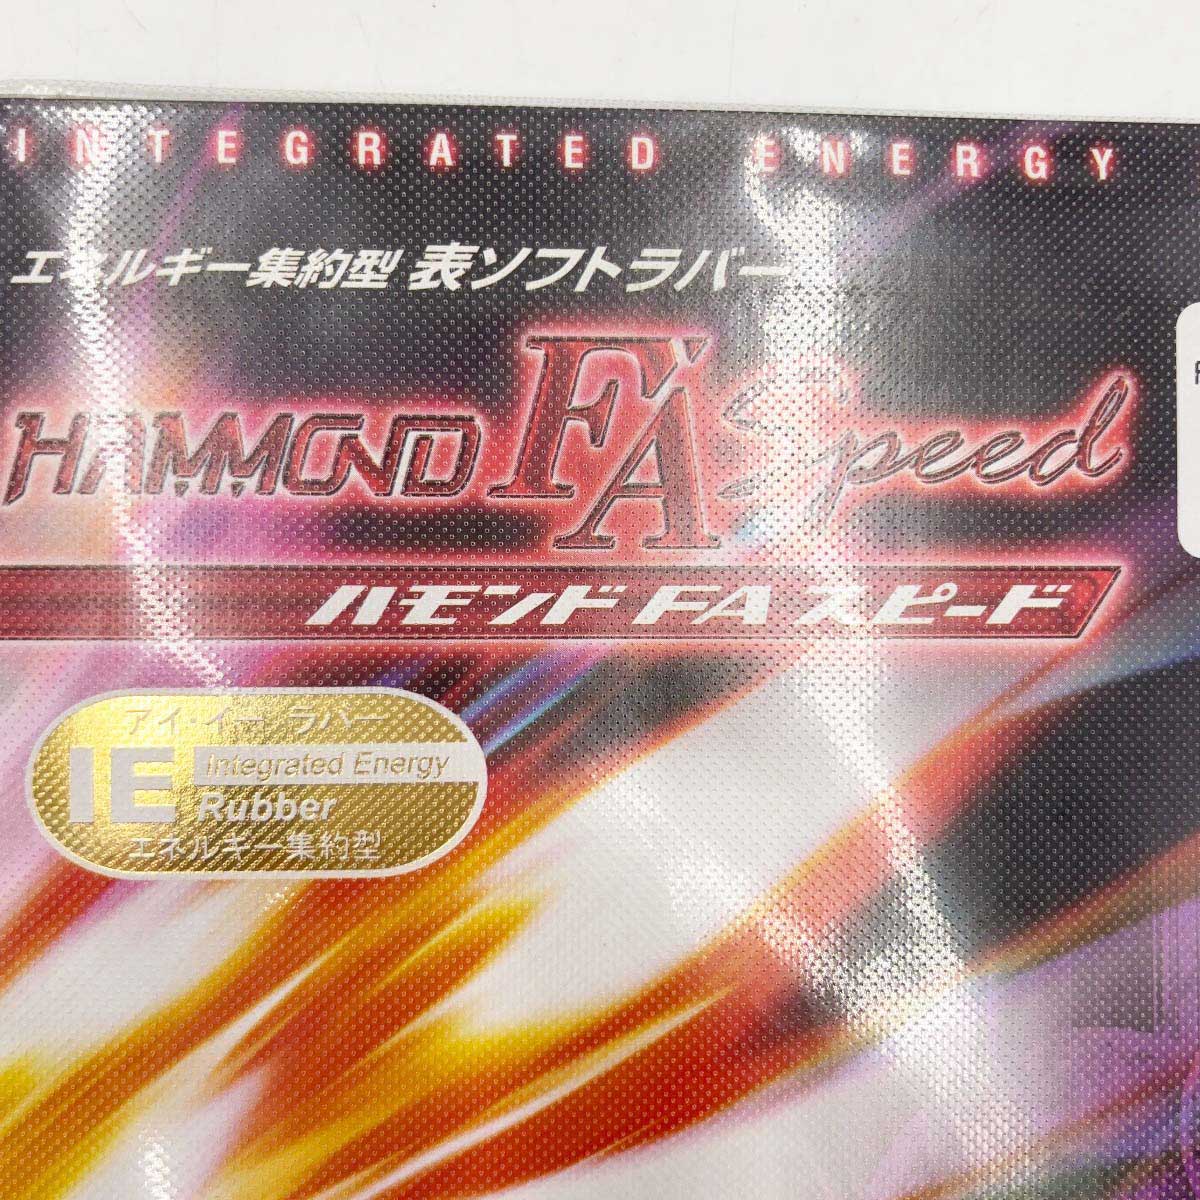 INTEGRATED ENERGY
エネルギー集約型 表ソフトラバー
HAMMOND FA Speed
ハモンド FA スピード
アイ・イー ラバー
IE Integrated Energy
Rubber
エネルギー集約型